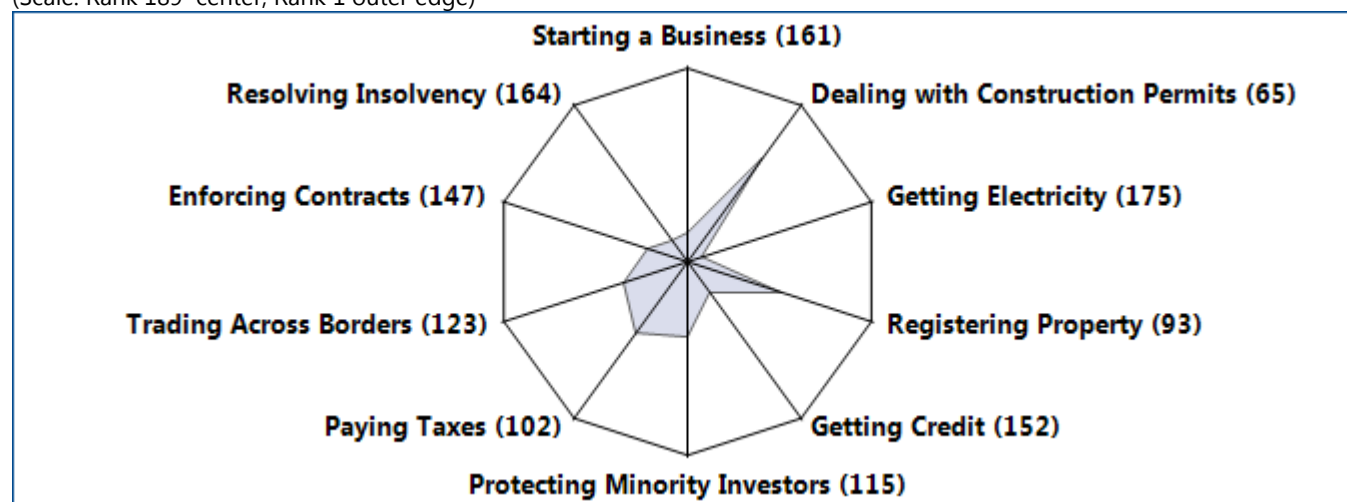 (Scale: Rank 189 center, Rank 1 outer edge)
Starting a Business (161)
Resolving Insolvency (164)
Dealing with Construction Permits (65)
Enforcing Contracts (147)
Getting Electricity (175)
Trading Across Borders (123)
Registering Property (93)
Paying Taxes (102)
Getting Credit (152)
Protecting Minority Investors (115)